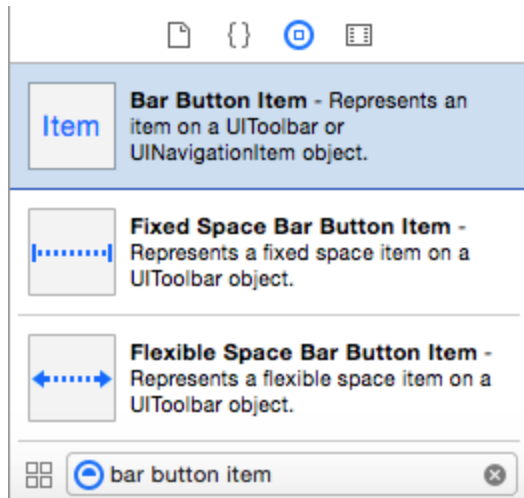 {}
Item
Bar Button Item - Represents an
item on a UIToolbar or
UINavigationItem object.
Fixed Space Bar Button Item -
Represents a fixed space item on a
UIToolbar object.
Flexible Space Bar Button Item -
Represents a flexible space item on a
UIToolbar object.
bar button item